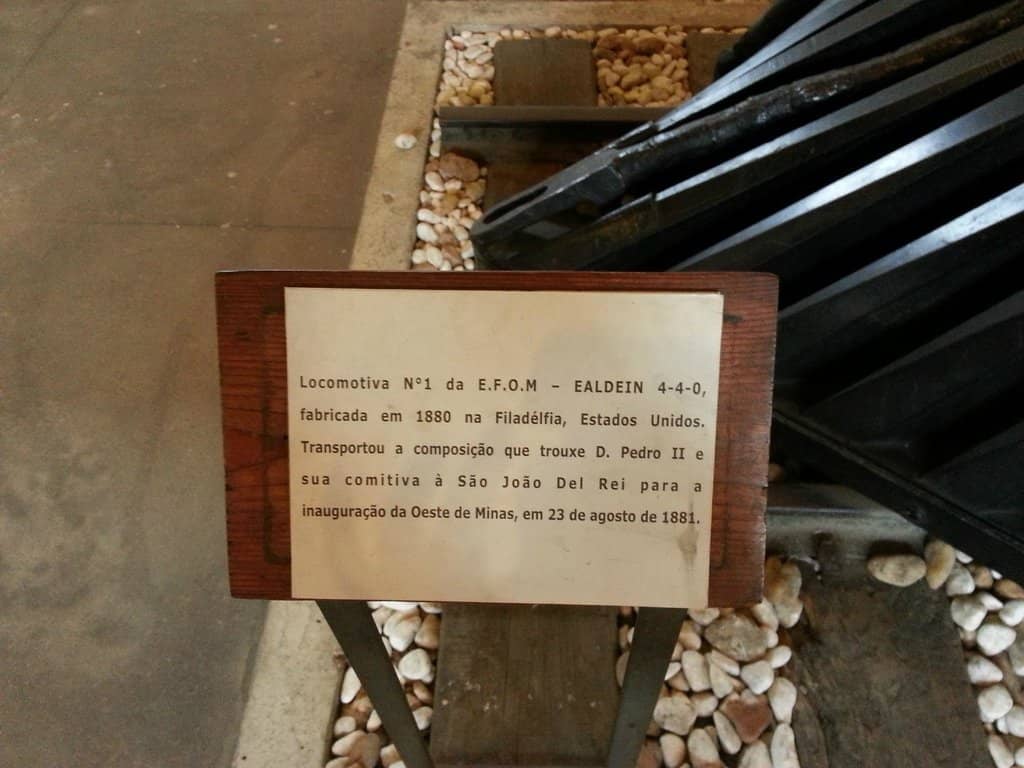 Locomotiva N°1 da E.F.O.M – EALDEIN 4-4-0,
fabricada em 1880 na Filadélfia, Estados Unidos.
Transportou a composição que trouxe D. Pedro II e
sua comitiva à São João Del Rei para a
inauguração da Oeste de Minas, em 23 de agosto de 1881.